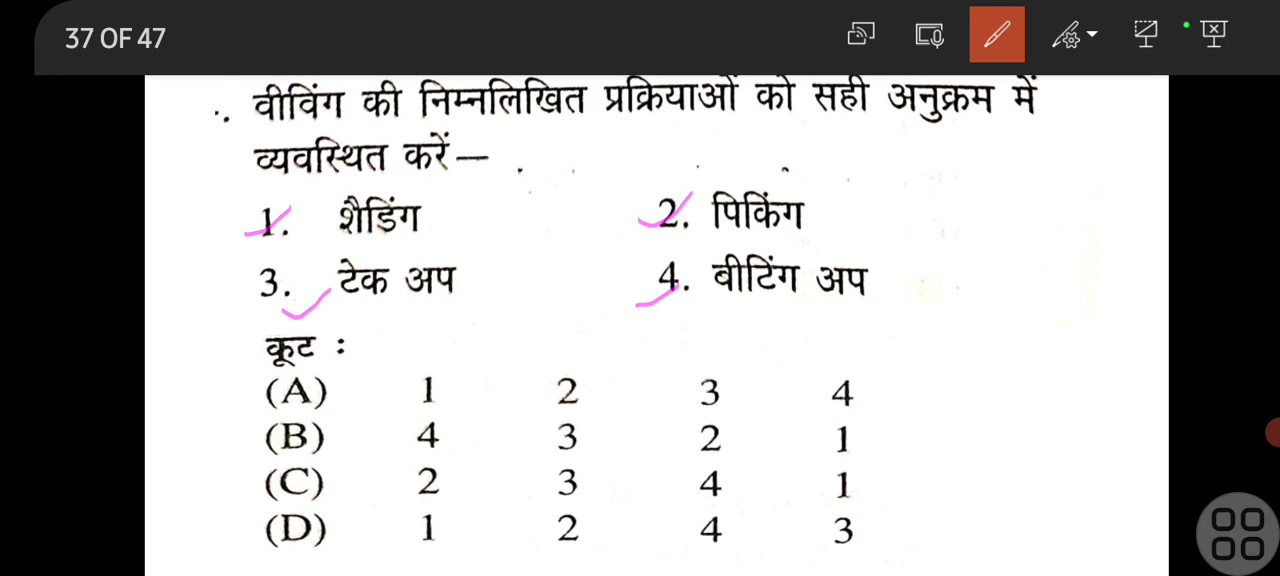 37 OF 47
वीविंग की निम्नलिखित प्रक्रियाओं को सही अनुक्रम में
व्यवस्थित करें—
1. शैडिंग 2. पिकिंग
3. टेक अप 4. बीटिंग अप
कूट :
(A) 1 2 3 4
(B) 4 3 2 1
(C) 2 3 4 1
(D) 1 2 4 3